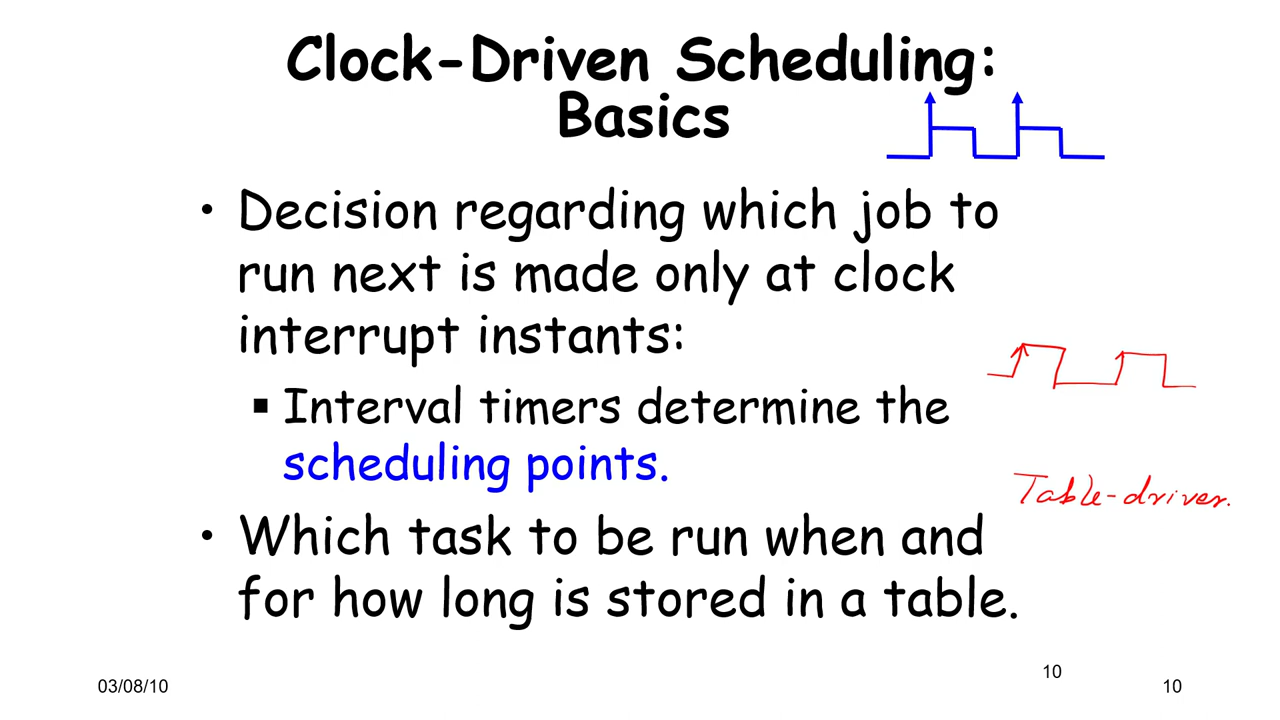 Clock-Driven Scheduling:
Basics
• Decision regarding which job to
run next is made only at clock
interrupt instants:
▪ Interval timers determine the
scheduling points.
Table-driven.
• Which task to be run when and
for how long is stored in a table.
03/08/10
10
10